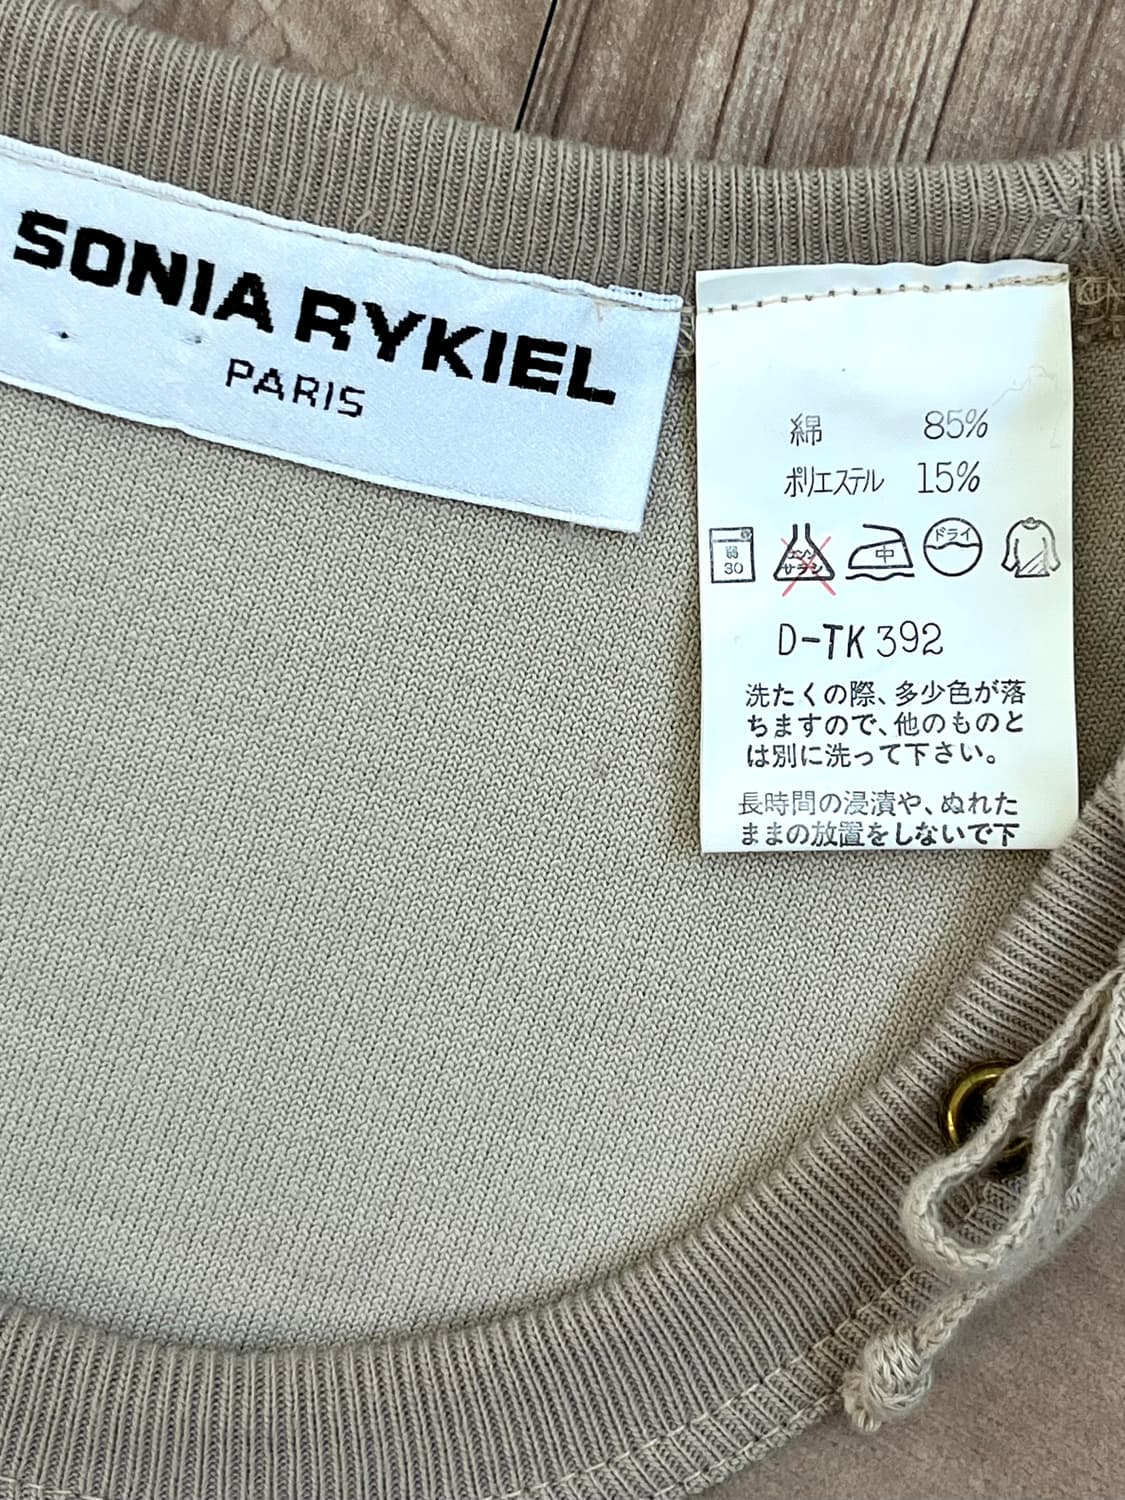 SONIA RYKIEL
PARIS
綿 85%
ポリエステル 15%
弱
30
エンソ
サラシ
中
ドライ
D-TK 392
洗たくの際、多少色が落
ちますので、他のものと
は別に洗って下さい。
長時間の浸漬や、ぬれた
ままの放置をしないで下